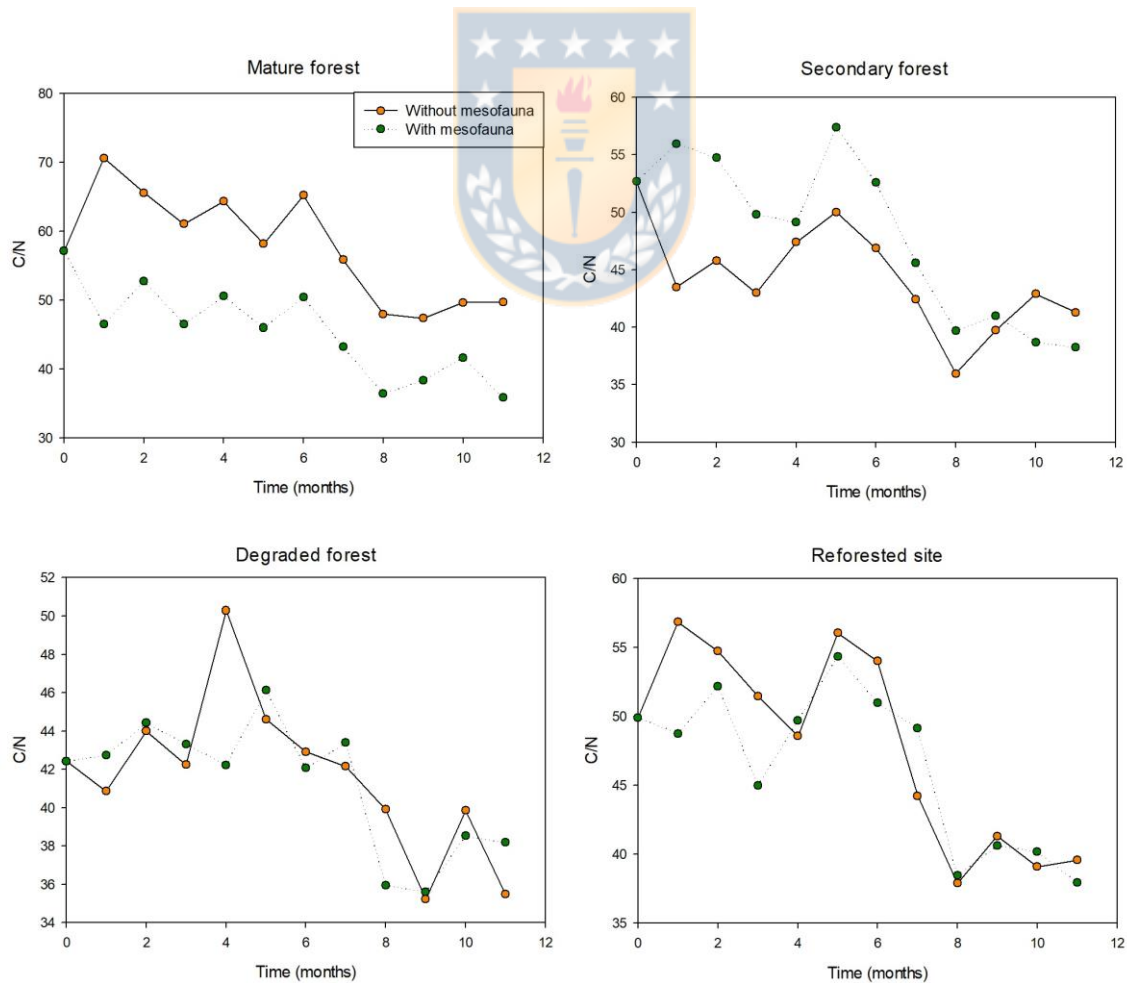 Mature forest
80
70
60
50
40
30
C/N
0 2 4 6 8 10 12
Time (months)
Without mesofauna
With mesofauna
Secondary forest
60
55
50
45
40
35
30
C/N
0 2 4 6 8 10 12
Time (months)
Degraded forest
52
50
48
46
44
42
40
38
36
34
C/N
0 2 4 6 8 10 12
Time (months)
Reforested site
60
55
50
45
40
35
C/N
0 2 4 6 8 10 12
Time (months)